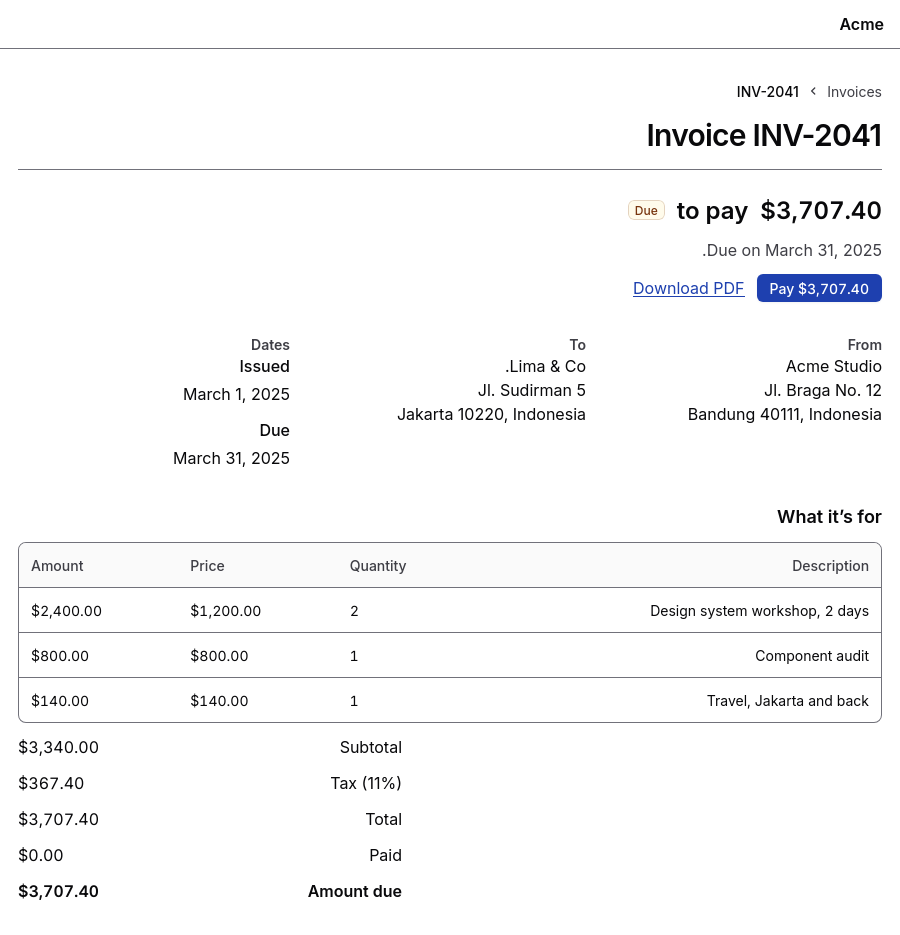 Acme
Invoices ‹ INV-2041
Invoice INV-2041
$3,707.40 to pay Due
Due on March 31, 2025.
Pay $3,707.40 Download PDF
From
Acme Studio
Jl. Braga No. 12
Bandung 40111, Indonesia
To
Lima & Co.
Jl. Sudirman 5
Jakarta 10220, Indonesia
Dates
Issued
March 1, 2025
Due
March 31, 2025
What it’s for
Description Quantity Price Amount
Design system workshop, 2 days 2 $1,200.00 $2,400.00
Component audit 1 $800.00 $800.00
Travel, Jakarta and back 1 $140.00 $140.00
Subtotal $3,340.00
Tax (11%) $367.40
Total $3,707.40
Paid $0.00
Amount due $3,707.40